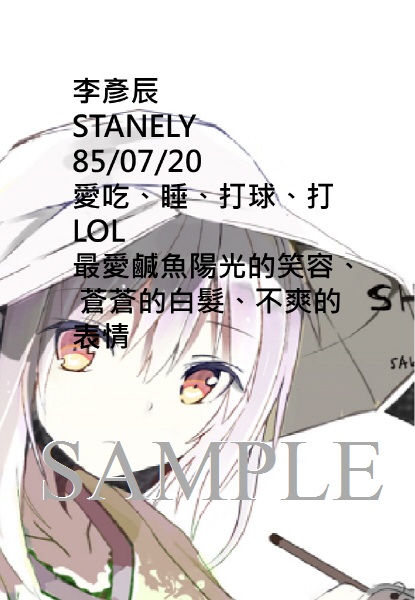 李彥辰
STANELY
85/07/20
愛吃、睡、打球、打
LOL
最愛鹹魚陽光的笑容、
蒼蒼的白髮、不爽的
表情
SAMPLE